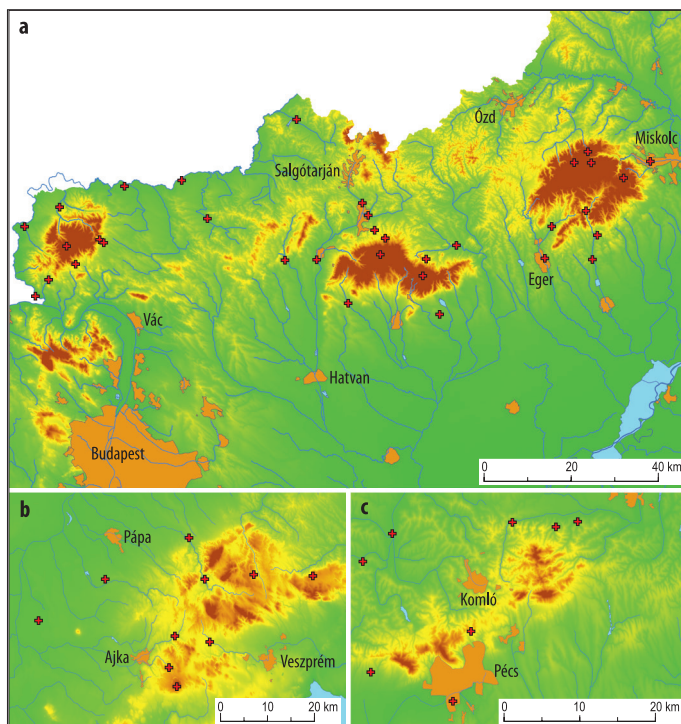 a
Ózd
Miskolc
Salgótarján
Eger
Vác
Hatvan
Budapest
0 20 40 km
b
Pápa
Ajka
Veszprém
0 10 20 km
c
Komló
Pécs
0 10 20 km